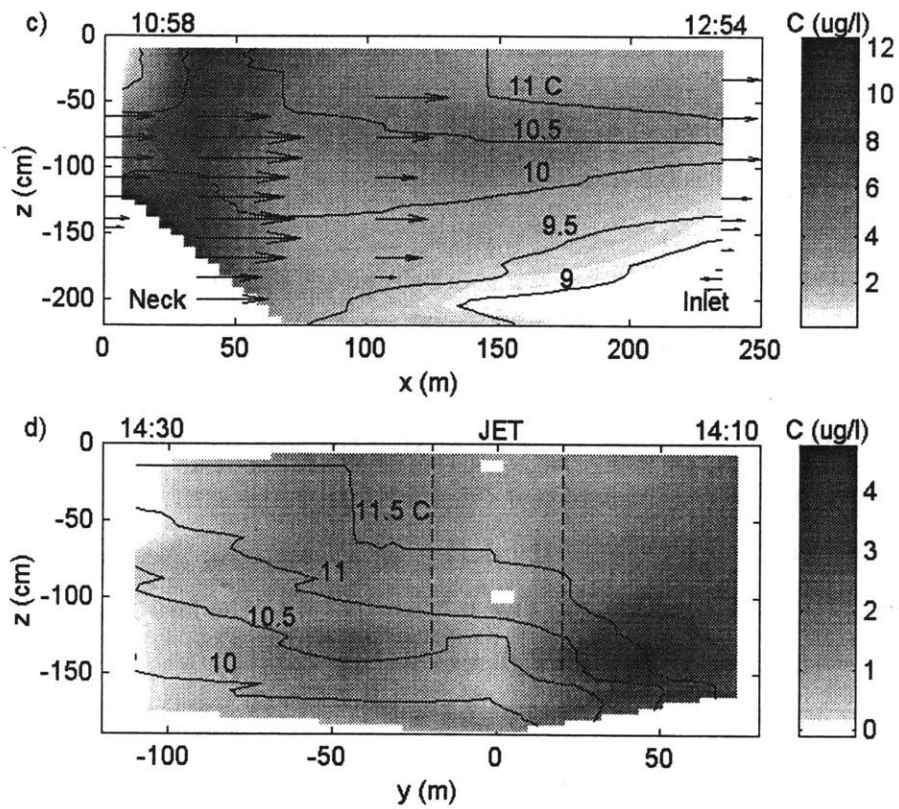 c) 10:58 12:54 C (ug/l)
0 12
11 C
-50 10
10.5
8
-100 10 6
z (cm)
9.5
-150 4
9
-200 Neck Inlet 2
0 50 100 150 200 250
x (m)
d) 14:30 JET 14:10 C (ug/l)
0
4
-50 11.5 C
3
11
-100 2
z (cm)
10.5
10 1
-150
0
-100 -50 0 50
y (m)